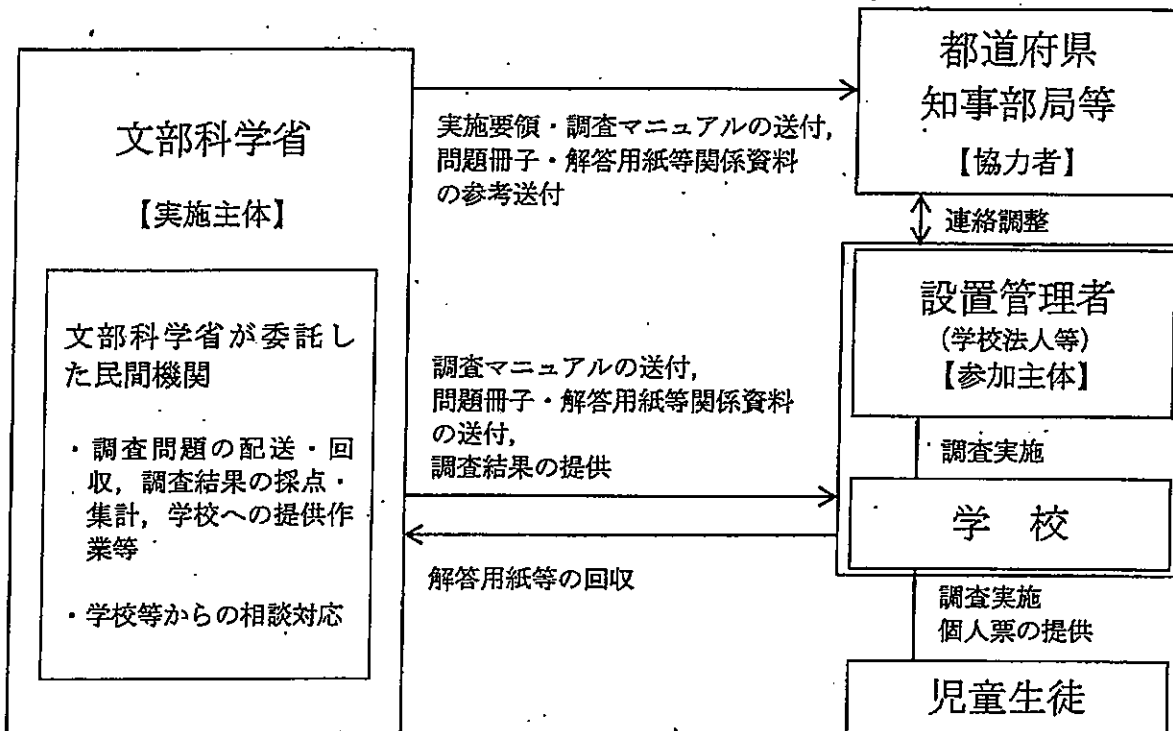 文部科学省
【実施主体】
文部科学省が委託し
た民間機関
・調査問題の配送・回
収，調査結果の採点・
集計，学校への提供作
業等
・学校等からの相談対応
実施要領・調査マニュアルの送付，
問題冊子・解答用紙等関係資料
の参考送付
調査マニュアルの送付，
問題冊子・解答用紙等関係資料
の送付，
調査結果の提供
解答用紙等の回収
都道府県
知事部局等
【協力者】
連絡調整
設置管理者
(学校法人等)
【参加主体】
調査実施
学　校
調査実施
個人票の提供
児童生徒